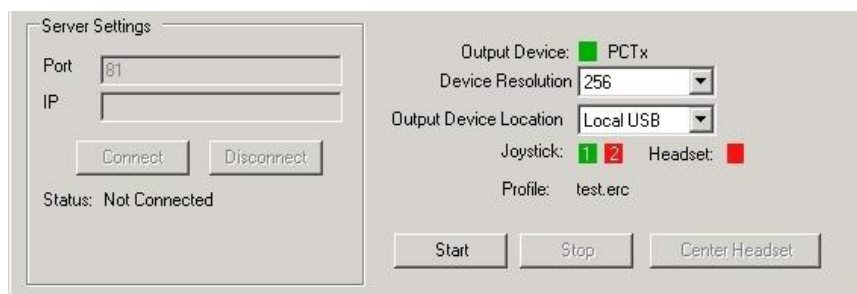 Server Settings
Port 81
IP
Connect Disconnect
Status: Not Connected
Output Device: PCTx
Device Resolution 256
Output Device Location Local USB
Joystick: 1 2 Headset:
Profile: test.erc
Start Stop Center Headset